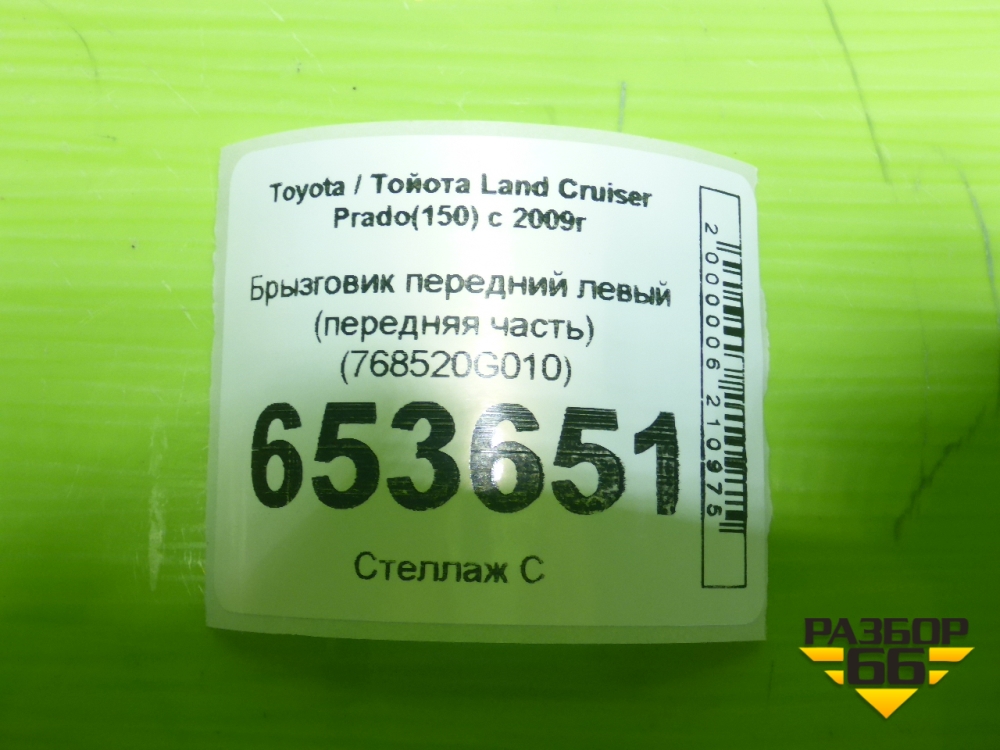 Toyota / Тойота Land Cruiser
Prado(150) с 2009г
Брызговик передний левый
(передняя часть)
(768520G010)
653651
Стеллаж С
2000006210975
РАЗБОР
66